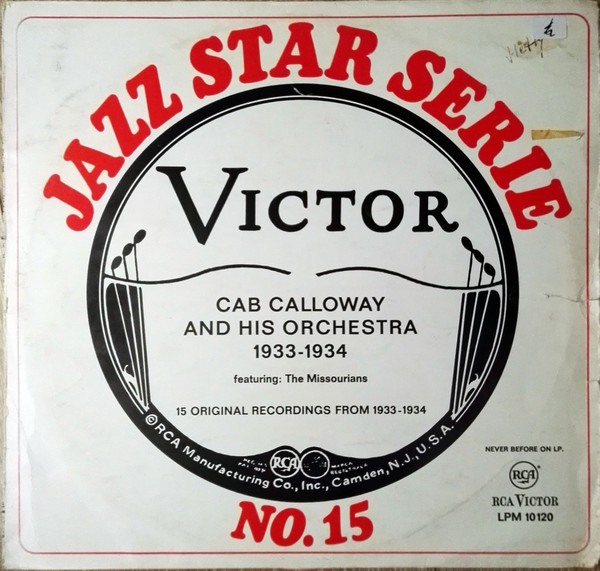 JAZZ STAR SERIE
VICTOR
CAB CALLOWAY
AND HIS ORCHESTRA
1933-1934
featuring: The Missourians
15 ORIGINAL RECORDINGS FROM 1933-1934
©RCA Manufacturing Co., Inc., Camden, N.J., U.S.A.
RCA
NEVER BEFORE ON LP.
RCA
RCA VICTOR
LPM 10120
NO. 15